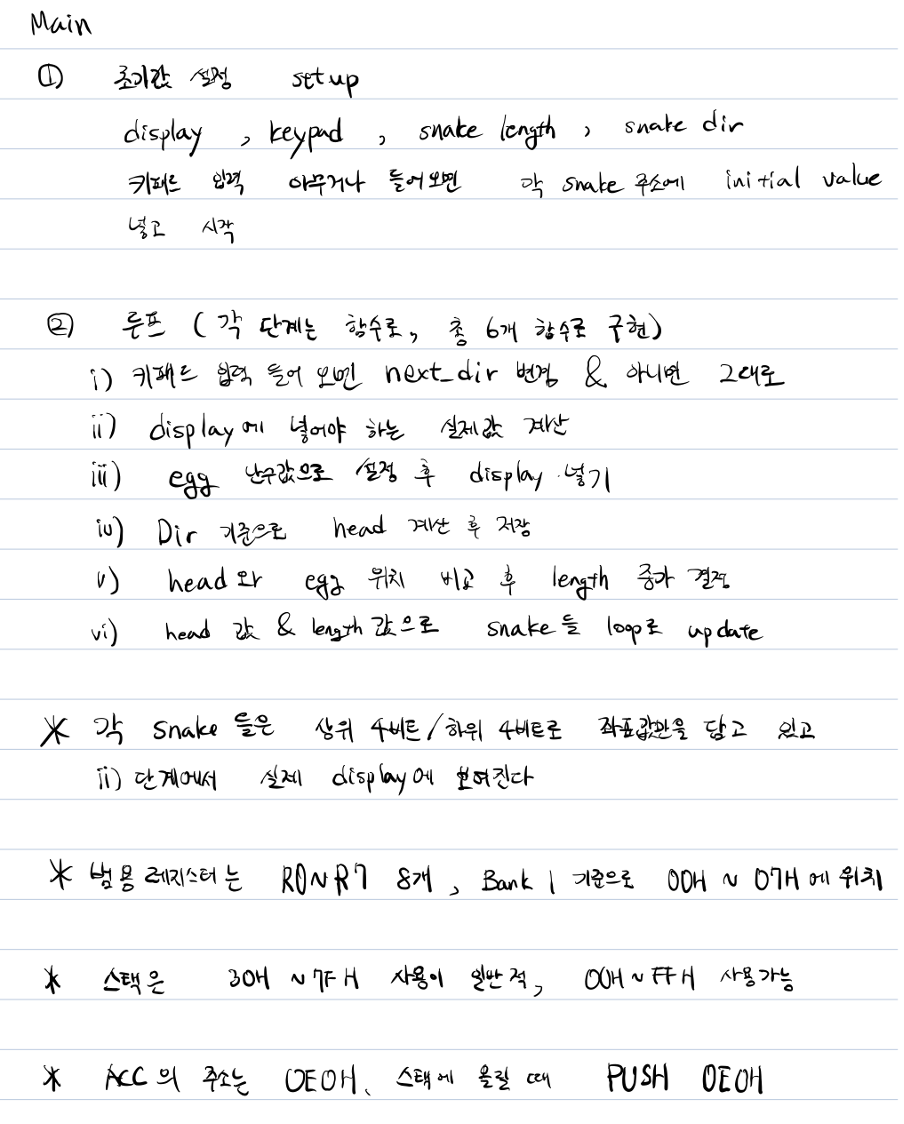 Main
① 초기값 설정 setup
display , keypad , snake length , snake dir
키패드 입력 아무거나 들어오면 각 snake 주소에 initial value
넣고 시작
② 루프 ( 각 단계는 함수로, 총 6개 함수로 구현)
i) 키패드 입력 들어 오면 next_dir 변경 & 아니면 그대로
ii) display에 넣어야 하는 실제값 계산
iii) egg 난수값으로 설정 후 display 넣기
iv) Dir 기준으로 head 계산 후 저장
v) head 와 egg 위치 비교 후 length 증가 결정
vi) head 값 & length 값으로 snake들 loop로 update
* 각 snake 들은 상위 4비트/하위 4비트로 좌표값만을 담고 있고
ii) 단계에서 실제 display에 보여진다
* 범용 레지스터는 R0~R7 8개, Bank 1 기준으로 00H ~ 07H에 위치
* 스택은 30H ~ 7FH 사용이 일반적, 00H ~ FFH 사용가능
* ACC의 주소는 0E0H, 스택에 올릴 때 PUSH 0E0H